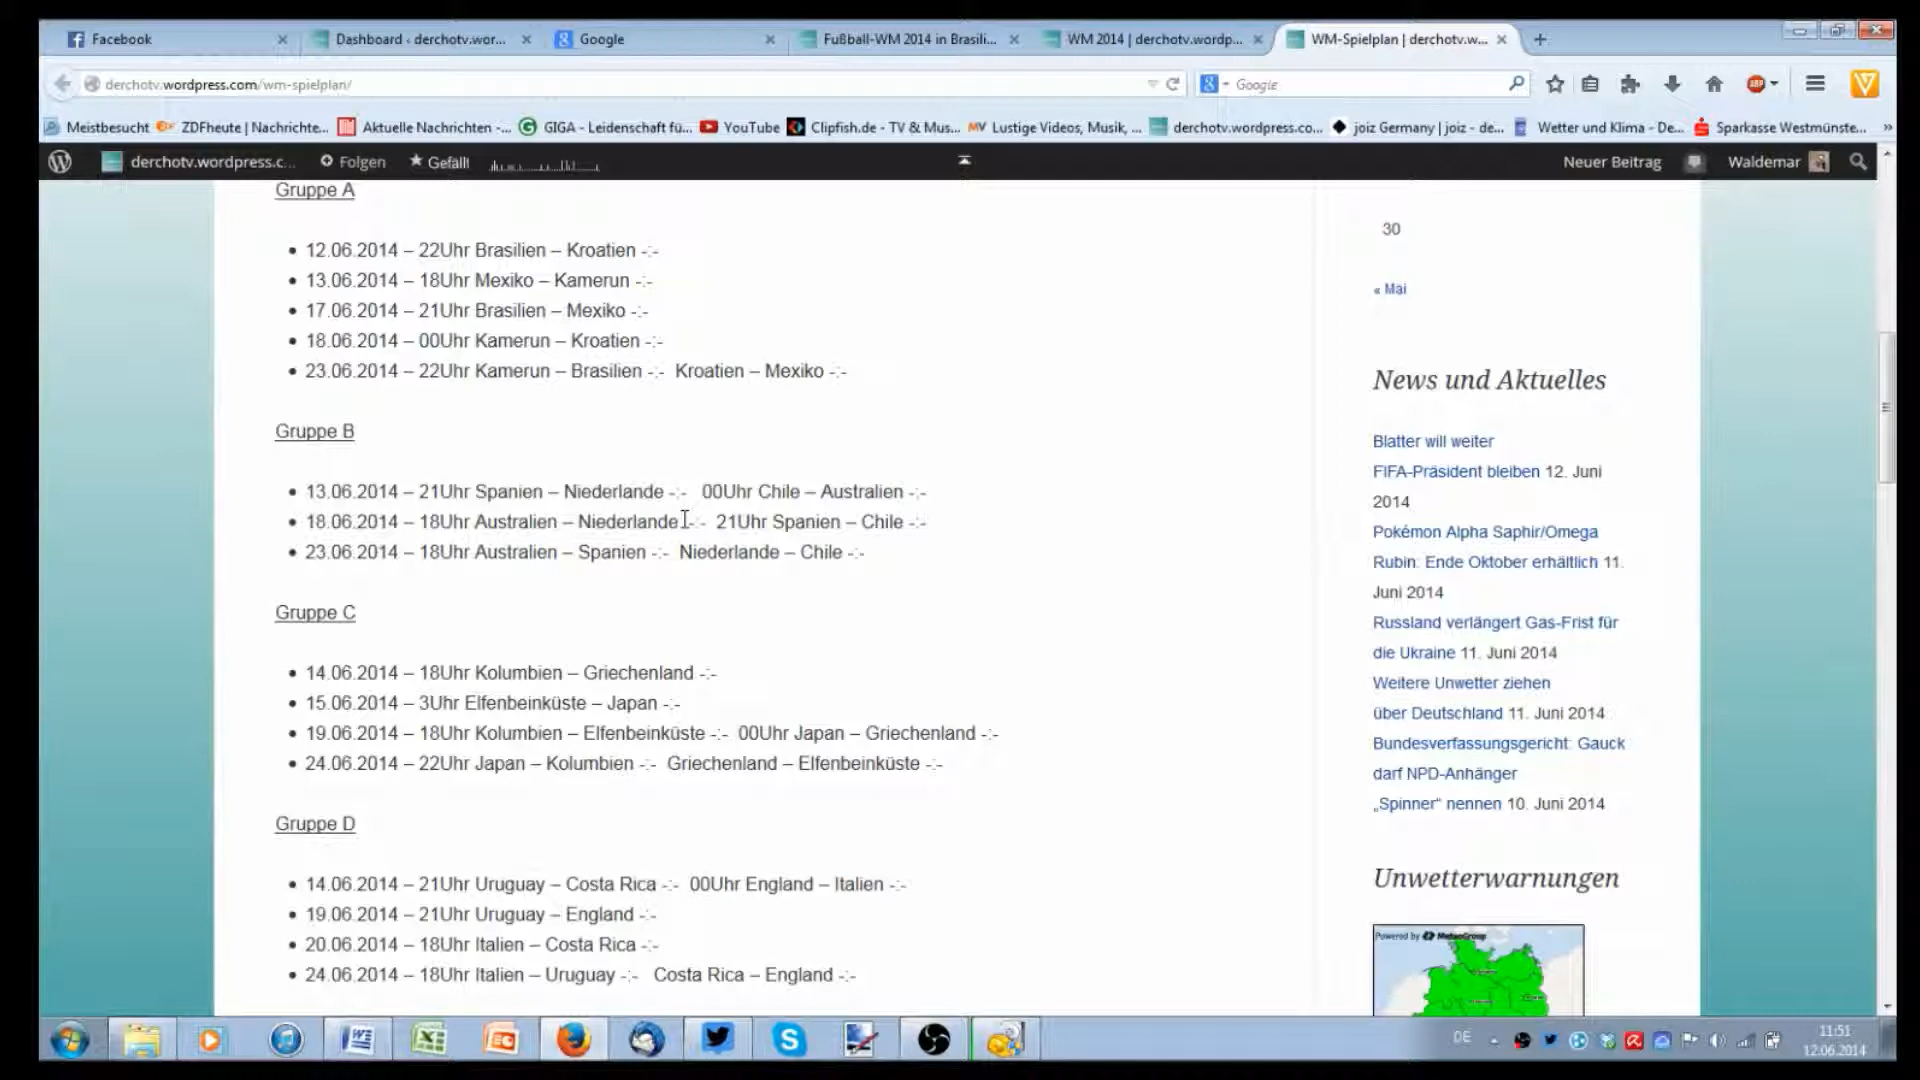 Facebook
Dashboard ‹ derchotv.wor...
Google
Fußball-WM 2014 in Brasili...
WM 2014 | derchotv.wordp...
WM-Spielplan | derchotv.w...
derchotv.wordpress.com/wm-spielplan/
Google
Meistbesucht
ZDFheute | Nachrichte...
Aktuelle Nachrichten -...
GIGA - Leidenschaft fü...
YouTube
Clipfish.de - TV & Mus...
Lustige Videos, Musik, ...
derchotv.wordpress.co...
joiz Germany | joiz - de...
Wetter und Klima - De...
Sparkasse Westmünste...
derchotv.wordpress.c...
Folgen
Gefällt
Neuer Beitrag
Waldemar
Gruppe A
12.06.2014 – 22Uhr Brasilien – Kroatien -:-
13.06.2014 – 18Uhr Mexiko – Kamerun -:-
17.06.2014 – 21Uhr Brasilien – Mexiko -:-
18.06.2014 – 00Uhr Kamerun – Kroatien -:-
23.06.2014 – 22Uhr Kamerun – Brasilien -:- Kroatien – Mexiko -:-
Gruppe B
13.06.2014 – 21Uhr Spanien – Niederlande -:- 00Uhr Chile – Australien -:-
18.06.2014 – 18Uhr Australien – Niederlande -:- 21Uhr Spanien – Chile -:-
23.06.2014 – 18Uhr Australien – Spanien -:- Niederlande – Chile -:-
Gruppe C
14.06.2014 – 18Uhr Kolumbien – Griechenland -:-
15.06.2014 – 3Uhr Elfenbeinküste – Japan -:-
19.06.2014 – 18Uhr Kolumbien – Elfenbeinküste -:- 00Uhr Japan – Griechenland -:-
24.06.2014 – 22Uhr Japan – Kolumbien -:- Griechenland – Elfenbeinküste -:-
Gruppe D
14.06.2014 – 21Uhr Uruguay – Costa Rica -:- 00Uhr England – Italien -:-
19.06.2014 – 21Uhr Uruguay – England -:-
20.06.2014 – 18Uhr Italien – Costa Rica -:-
24.06.2014 – 18Uhr Italien – Uruguay -:- Costa Rica – England -:-
30
« Mai
News und Aktuelles
Blatter will weiter
FIFA-Präsident bleiben 12. Juni
2014
Pokémon Alpha Saphir/Omega
Rubin: Ende Oktober erhältlich 11.
Juni 2014
Russland verlängert Gas-Frist für
die Ukraine 11. Juni 2014
Weitere Unwetter ziehen
über Deutschland 11. Juni 2014
Bundesverfassungsgericht: Gauck
darf NPD-Anhänger
„Spinner“ nennen 10. Juni 2014
Unwetterwarnungen
Powered by MeteoGroup
DE
11:51
12.06.2014